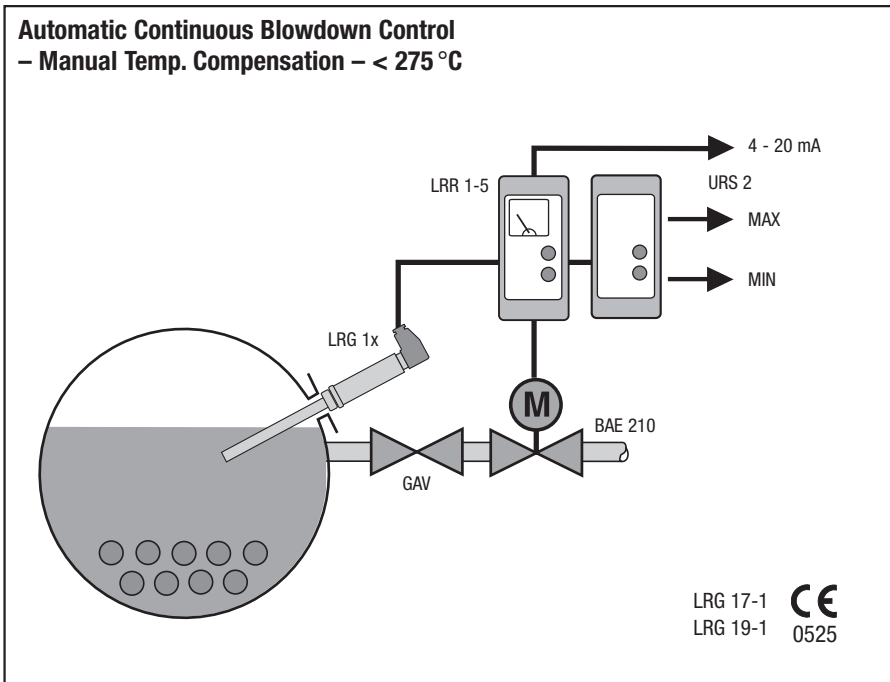 Automatic Continuous Blowdown Control
– Manual Temp. Compensation – < 275 °C
4 - 20 mA
LRR 1-5
URS 2
MAX
MIN
LRG 1x
M
BAE 210
GAV
LRG 17-1
LRG 19-1
CE
0525